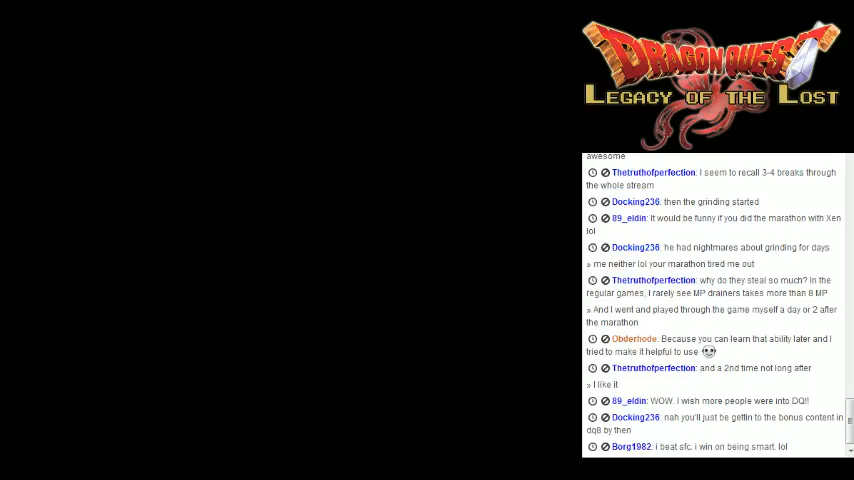 DRAGON QUEST
LEGACY OF THE LOST
awesome
Thetruthofperfection: I seem to recall 3-4 breaks through
the whole stream
Docking236: then the grinding started
89_eldin: It would be funny if you did the marathon with Xen
lol
Docking236: he had nightmares about grinding for days
» me neither lol your marathon tired me out
Thetruthofperfection: why do they steal so much? In the
regular games, I rarely see MP drainers takes more than 8 MP
» And I went and played through the game myself a day or 2 after
the marathon
Obderhode: Because you can learn that ability later and I
tried to make it helpful to use
Thetruthofperfection: and a 2nd time not long after
» I like it
89_eldin: WOW. I wish more people were into DQ!!
Docking236: nah you'll just be gettin to the bonus content in
dq8 by then
Borg1982: i beat sfc. i win on being smart. lol